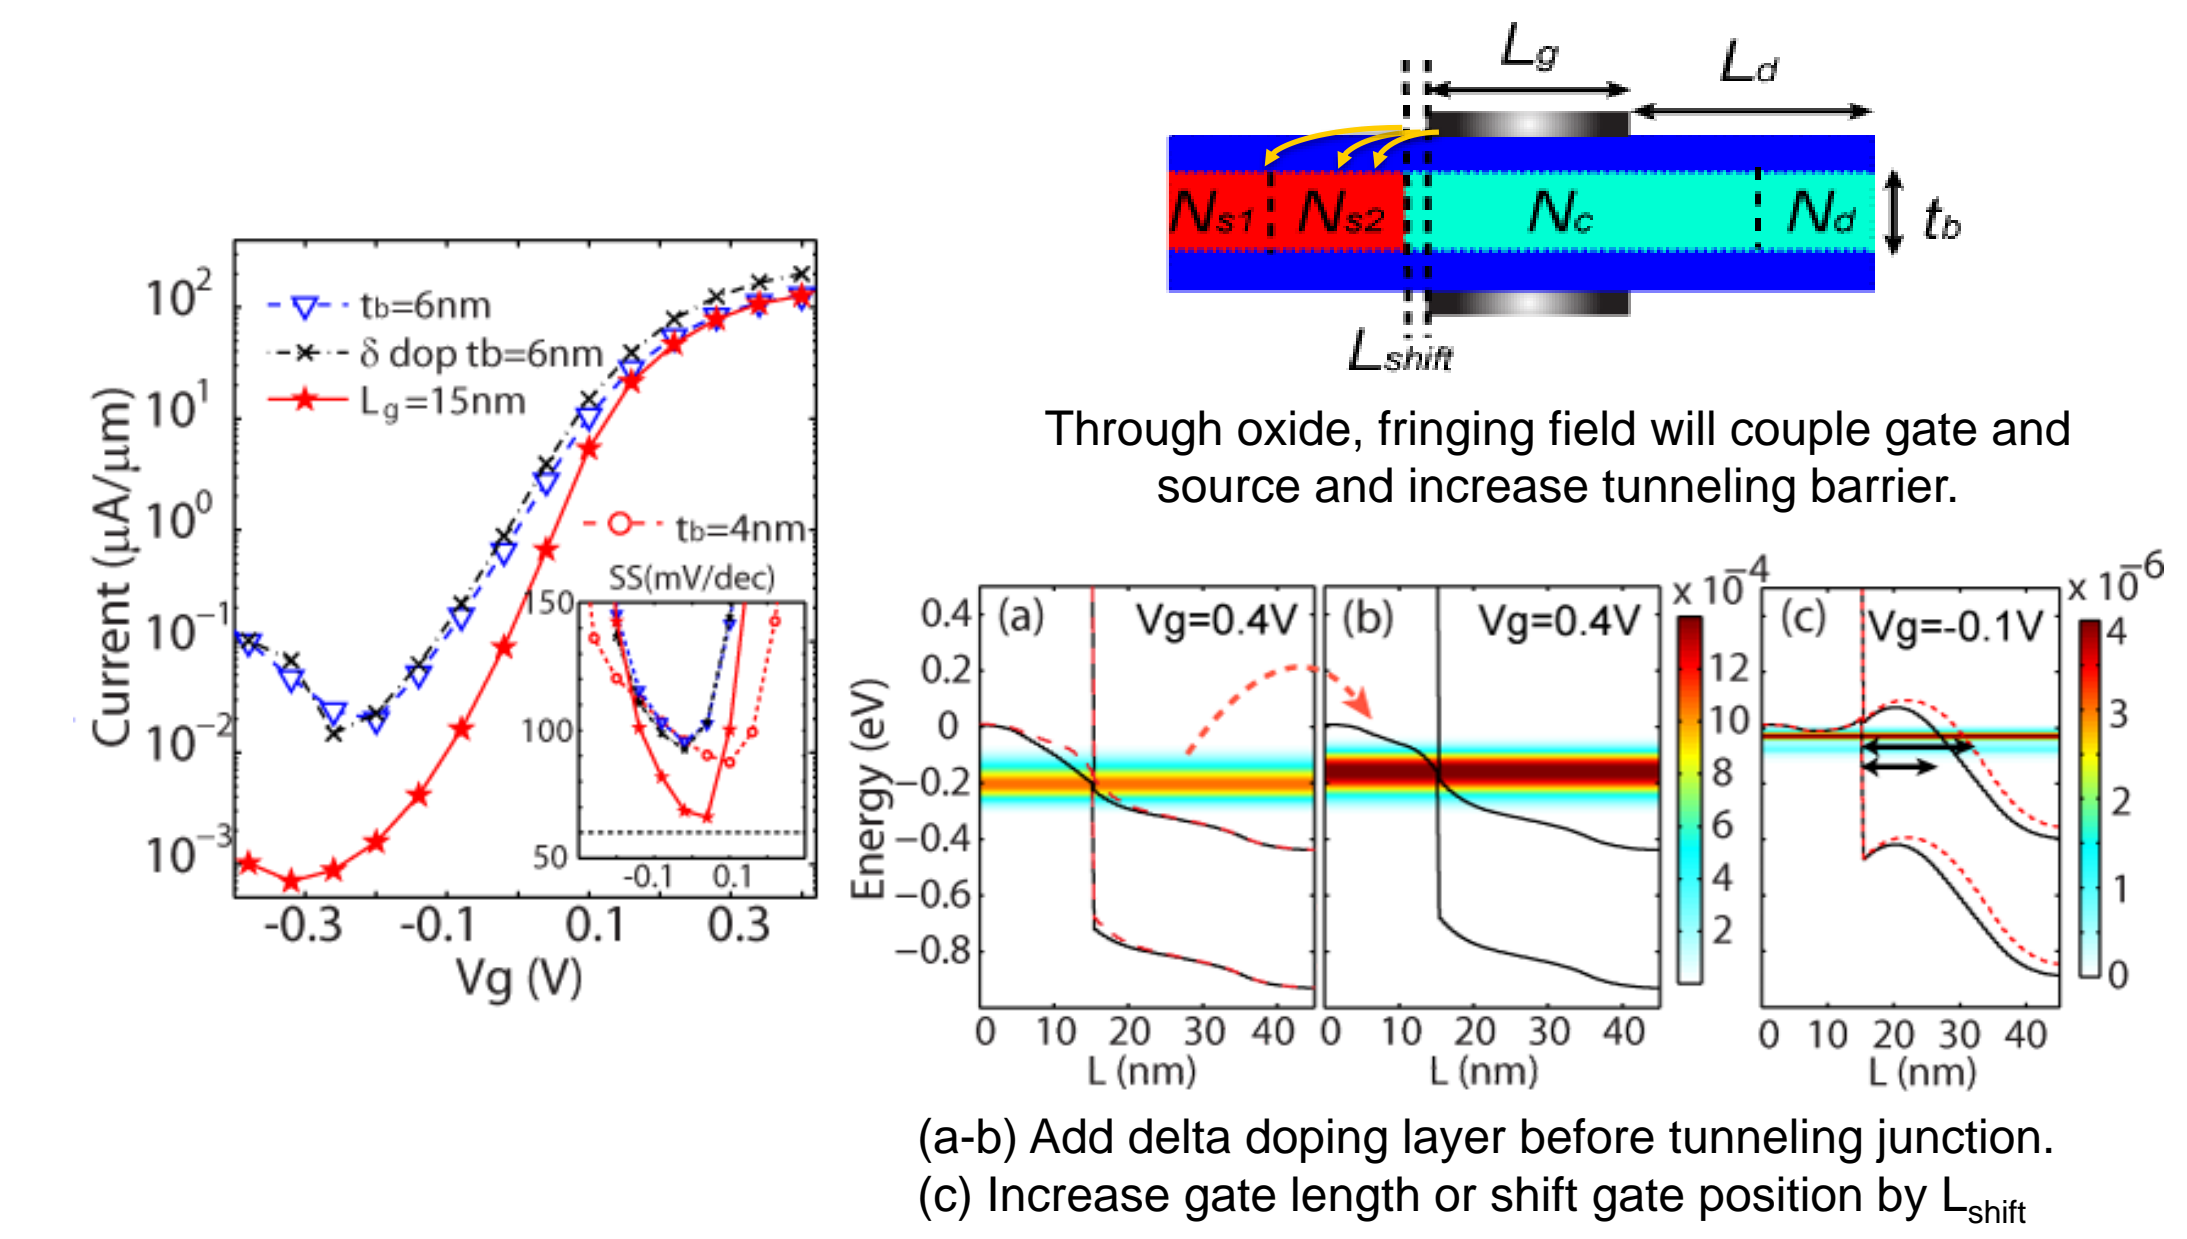 10²
10¹
10⁰
10⁻¹
10⁻²
10⁻³
Current (μA/μm)
tb=6nm
δ dop tb=6nm
Lg=15nm
tb=4nm
SS(mV/dec)
150
100
50
-0.1 0.1
-0.3 -0.1 0.1 0.3
Vg (V)
Lg
Ld
Ns1 Ns2 Nc Nd
tb
Lshift
Through oxide, fringing field will couple gate and
source and increase tunneling barrier.
Energy (eV)
0.4
0.2
0
−0.2
−0.4
−0.6
−0.8
(a) Vg=0.4V
0 10 20 30 40
L (nm)
(b) Vg=0.4V
0 10 20 30 40
L (nm)
x 10⁻⁴
12
10
8
6
4
2
(c) Vg=-0.1V
0 10 20 30 40
L (nm)
x 10⁻⁶
4
3
2
1
0
(a-b) Add delta doping layer before tunneling junction.
(c) Increase gate length or shift gate position by Lshift